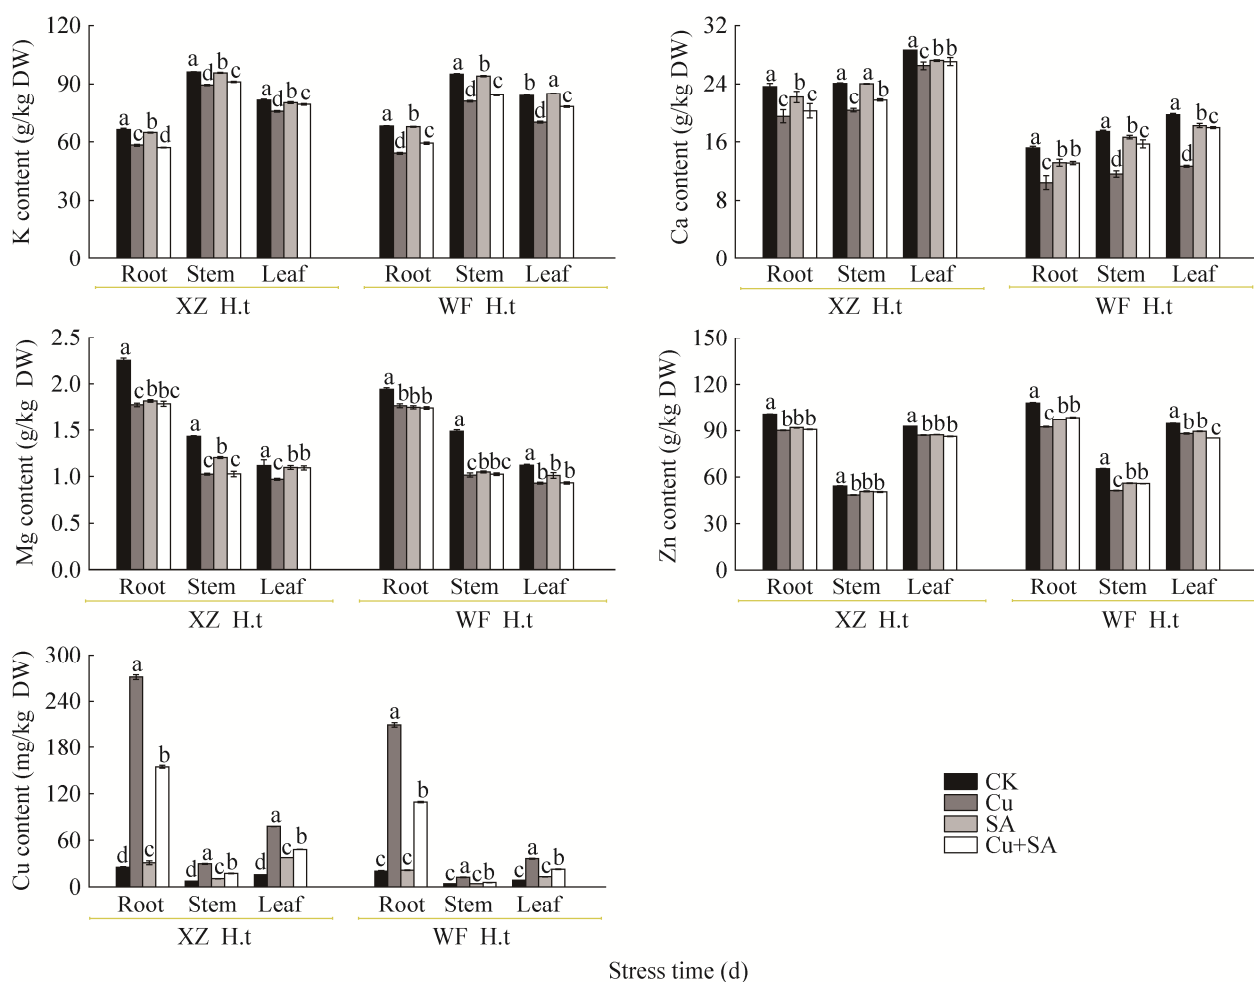 K content (g/kg DW)
120
90
60
30
0
a c a d
a d b c
a c b b
a d a c
a d b c
b c a b
Root Stem Leaf Root Stem Leaf
XZ H.t WF H.t
Ca content (g/kg DW)
32
24
16
8
0
a c b c
a c a b
a c b b
a c b b
a d b c
a d b c
Root Stem Leaf Root Stem Leaf
XZ H.t WF H.t
Mg content (g/kg DW)
2.5
2.0
1.5
1.0
0.5
0.0
a c b bc
a c b c
a c b b
a b b b
a c b bc
a b a b
Root Stem Leaf Root Stem Leaf
XZ H.t WF H.t
Zn content (g/kg DW)
150
120
90
60
30
0
a b b b
a b b b
a b b b
a c b b
a c b b
a b b c
Root Stem Leaf Root Stem Leaf
XZ H.t WF H.t
Cu content (mg/kg DW)
300
240
180
120
60
0
d a c b
d a c b
d a c b
c a c b
c a c b
c a c b
Root Stem Leaf Root Stem Leaf
XZ H.t WF H.t
CK
Cu
SA
Cu+SA
Stress time (d)